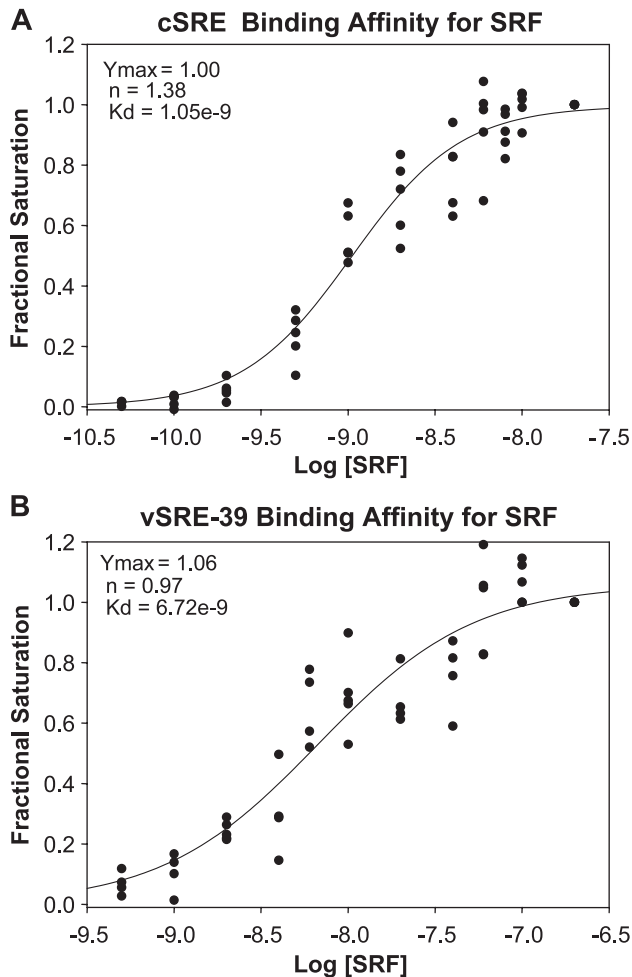 A
cSRE Binding Affinity for SRF
Ymax = 1.00
n = 1.38
Kd = 1.05e-9
Fractional Saturation
1.2
1.0
0.8
0.6
0.4
0.2
0.0
-10.5 -10.0 -9.5 -9.0 -8.5 -8.0 -7.5
Log [SRF]
B
vSRE-39 Binding Affinity for SRF
Ymax = 1.06
n = 0.97
Kd = 6.72e-9
Fractional Saturation
1.2
1.0
0.8
0.6
0.4
0.2
0.0
-9.5 -9.0 -8.5 -8.0 -7.5 -7.0 -6.5
Log [SRF]